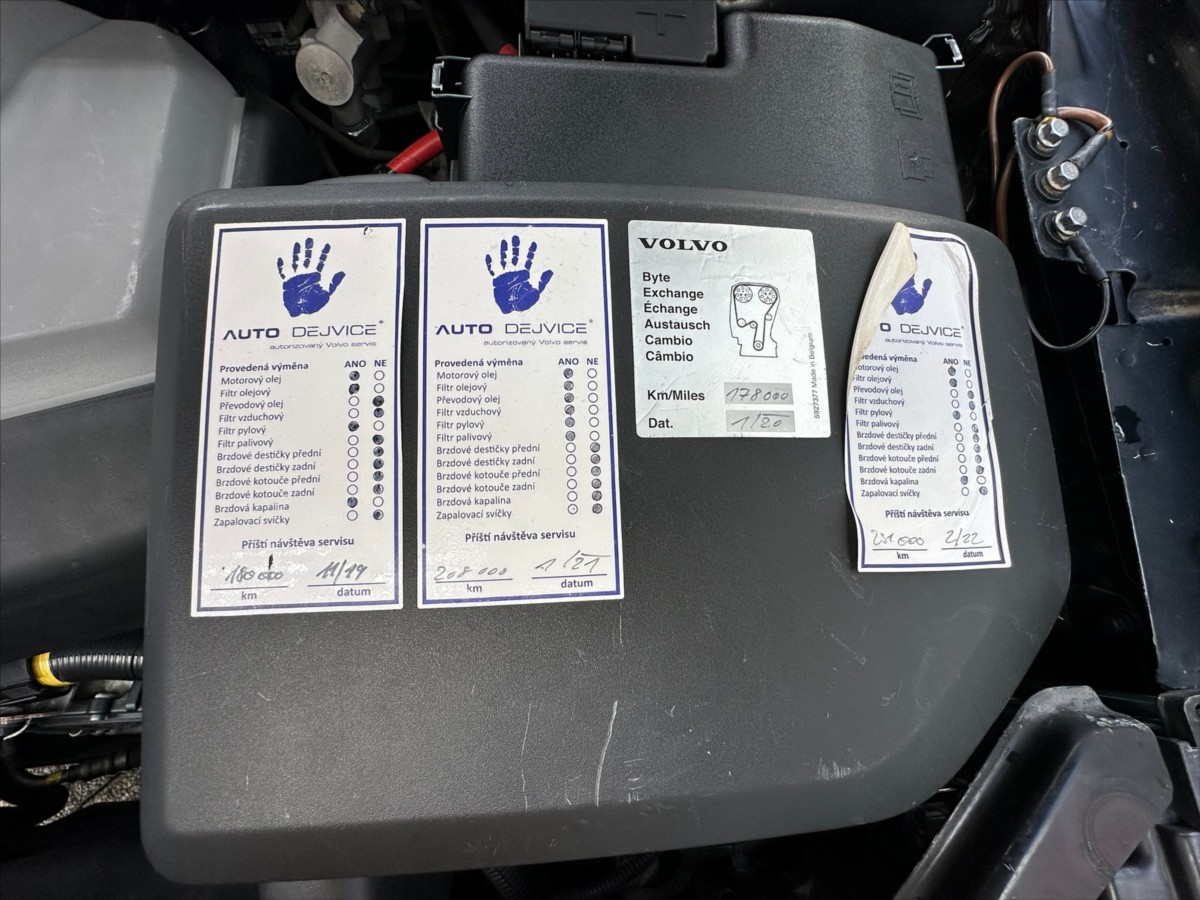 AUTO DEJVICE®
autorizovaný Volvo servis
Provedená výměna ANO NE
Motorový olej
Filtr olejový
Převodový olej
Filtr vzduchový
Filtr pylový
Filtr palivový
Brzdové destičky přední
Brzdové destičky zadní
Brzdové kotouče přední
Brzdové kotouče zadní
Brzdová kapalina
Zapalovací svíčky
Příští návštěva servisu
180 000 11/19
km datum
AUTO DEJVICE®
autorizovaný Volvo servis
Provedená výměna ANO NE
Motorový olej
Filtr olejový
Převodový olej
Filtr vzduchový
Filtr pylový
Filtr palivový
Brzdové destičky přední
Brzdové destičky zadní
Brzdové kotouče přední
Brzdové kotouče zadní
Brzdová kapalina
Zapalovací svíčky
Příští návštěva servisu
208 000 1/21
km datum
VOLVO
Byte
Exchange
Échange
Austausch
Cambio
Câmbio
Km/Miles 178000
Dat. 1/20
5927377 Made in Belgium
O DEJVICE®
autorizovaný Volvo servis
Provedená výměna ANO NE
otorový olej
Filtr olejový
Převodový olej
Filtr vzduchový
Filtr pylový
Filtr palivový
Brzdové destičky přední
Brzdové destičky zadní
Brzdové kotouče přední
Brzdové kotouče zadní
Brzdová kapalina
Zapalovací svíčky
Příští návštěva servisu
231 000 2/22
km datum